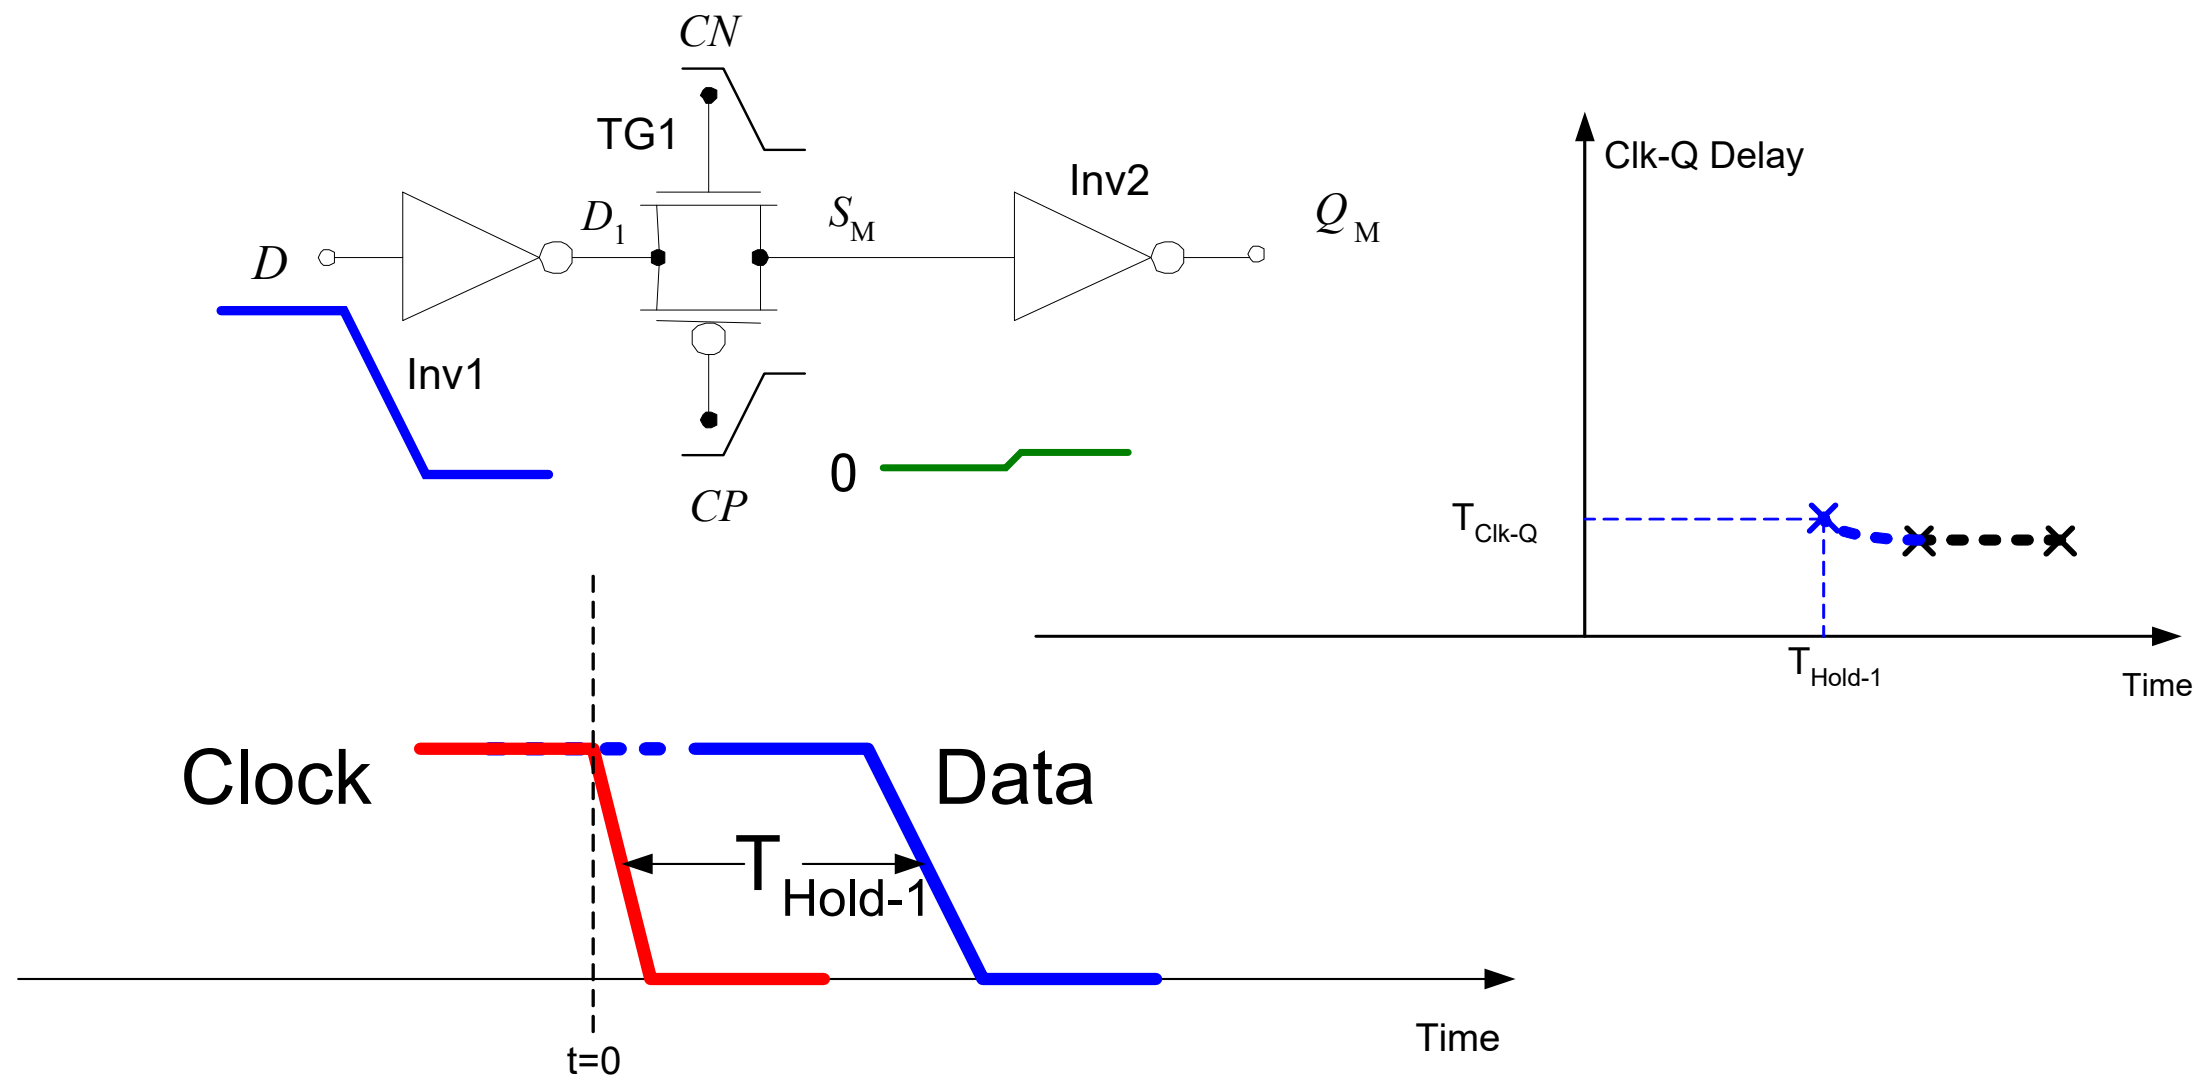 CN
TG1
Clk-Q Delay
Inv2
D
D1
SM
QM
Inv1
0
CP
TClk-Q
THold-1
Time
Clock
Data
THold-1
Time
t=0